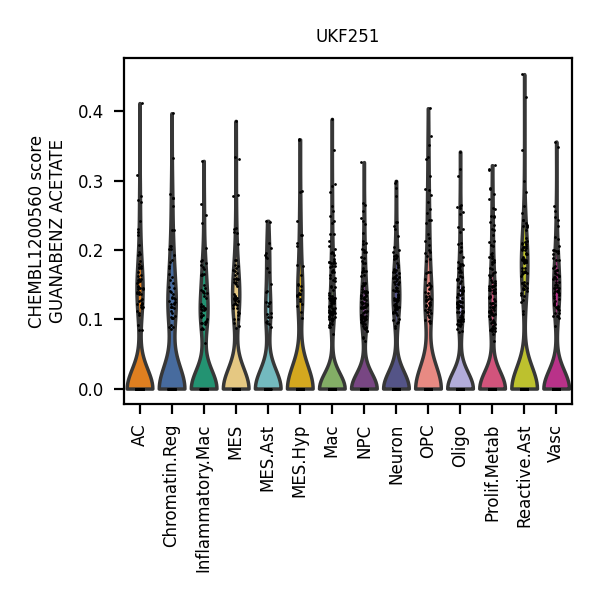 UKF251
CHEMBL1200560 score
GUANABENZ ACETATE
0.4
0.3
0.2
0.1
0.0
AC
Chromatin.Reg
Inflammatory.Mac
MES
MES.Ast
MES.Hyp
Mac
NPC
Neuron
OPC
Oligo
Prolif.Metab
Reactive.Ast
Vasc